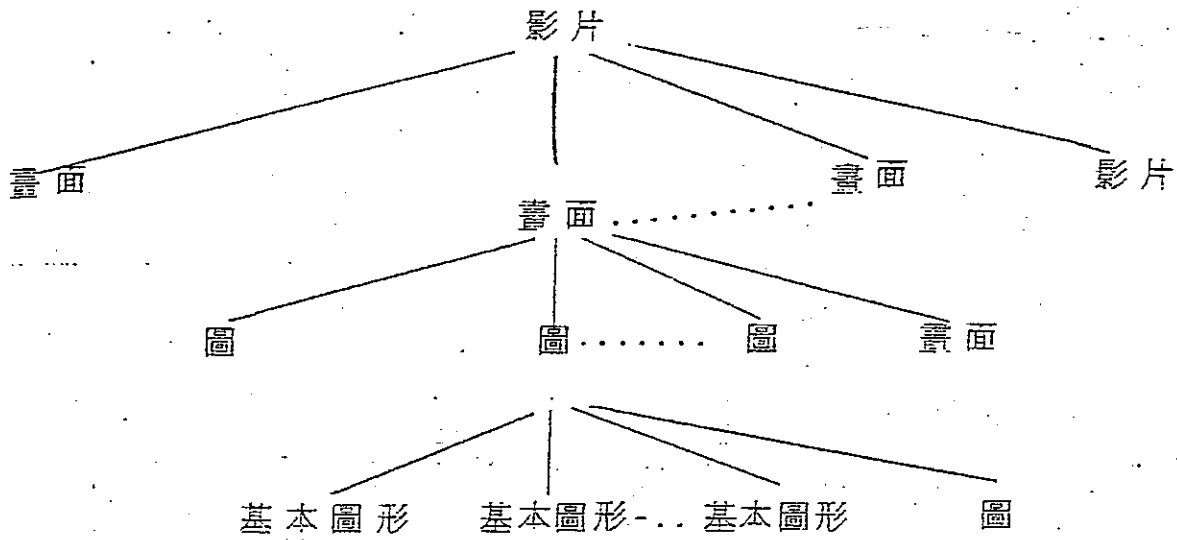 影片
畫面 畫面 影片
畫面 ........
圖 圖 ....... 圖 畫面
基本圖形 基本圖形 -.. 基本圖形 圖